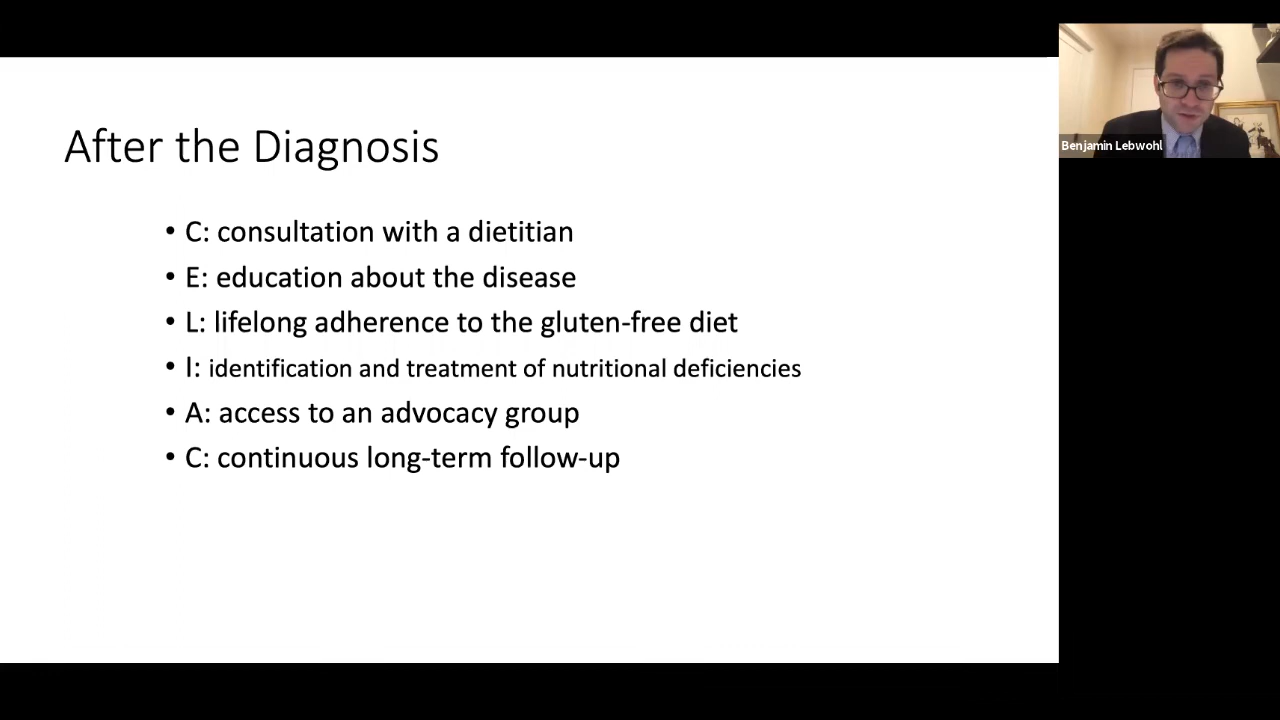 After the Diagnosis
• C: consultation with a dietitian
• E: education about the disease
• L: lifelong adherence to the gluten-free diet
• I: identification and treatment of nutritional deficiencies
• A: access to an advocacy group
• C: continuous long-term follow-up
Benjamin Lebwohl